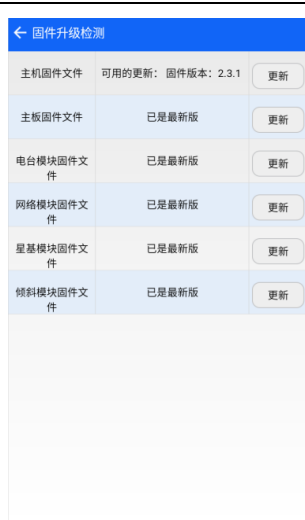 ← 固件升级检测
主机固件文件 可用的更新： 固件版本：2.3.1 更新
主板固件文件 已是最新版 更新
电台模块固件文
件 已是最新版 更新
网络模块固件文
件 已是最新版 更新
星基模块固件文
件 已是最新版 更新
倾斜模块固件文
件 已是最新版 更新